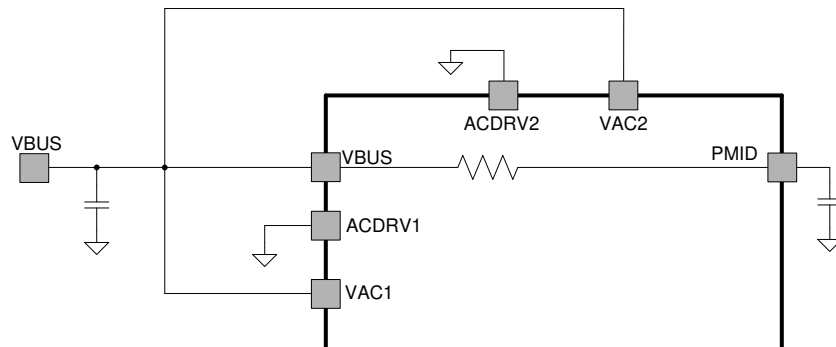 ACDRV2
VAC2
VBUS
VBUS
PMID
ACDRV1
VAC1